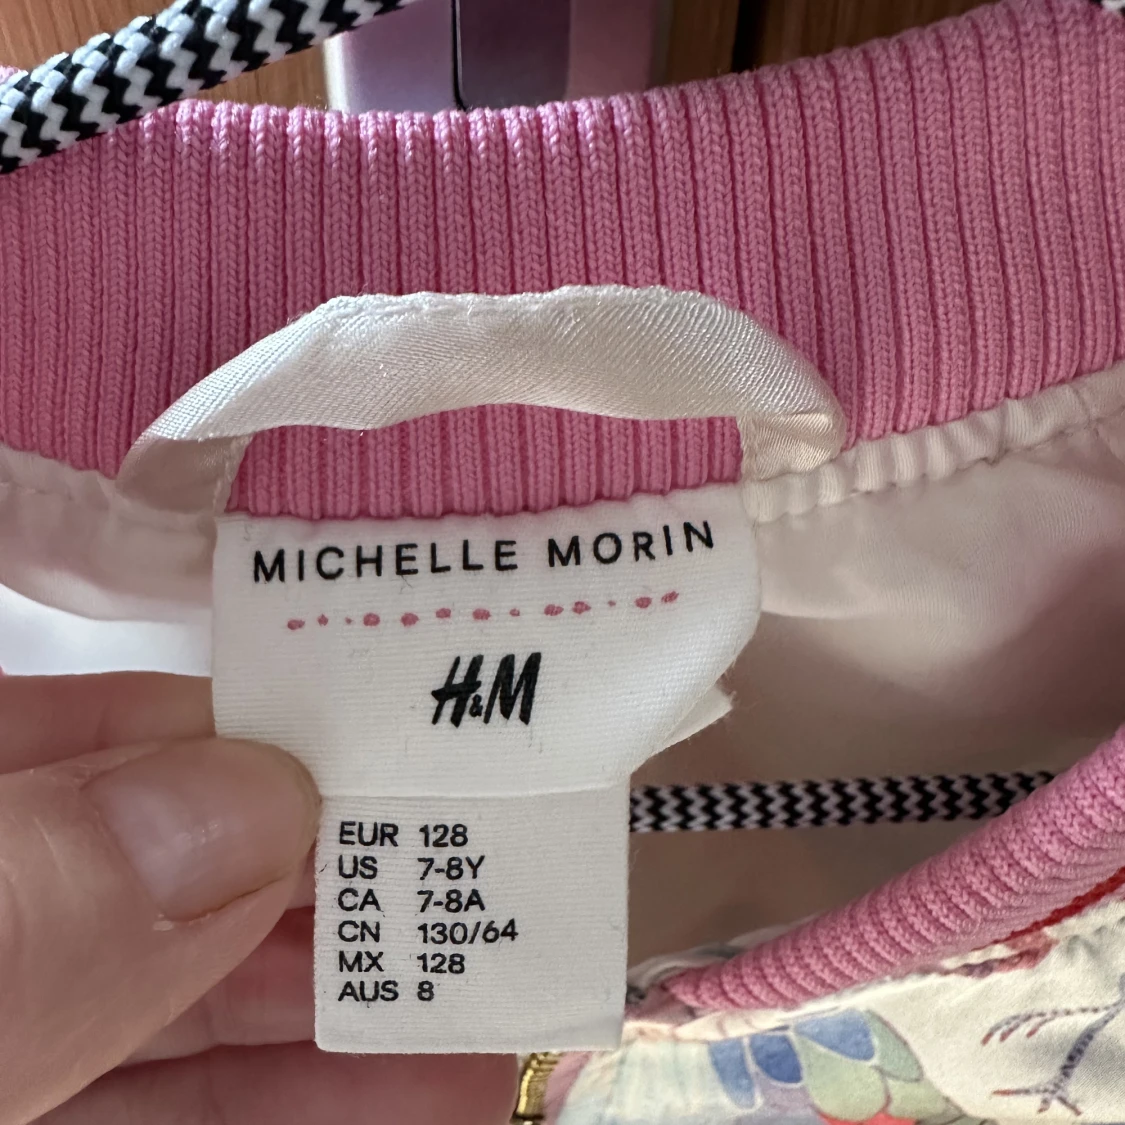 MICHELLE MORIN
H&M
EUR 128
US 7-8Y
CA 7-8A
CN 130/64
MX 128
AUS 8